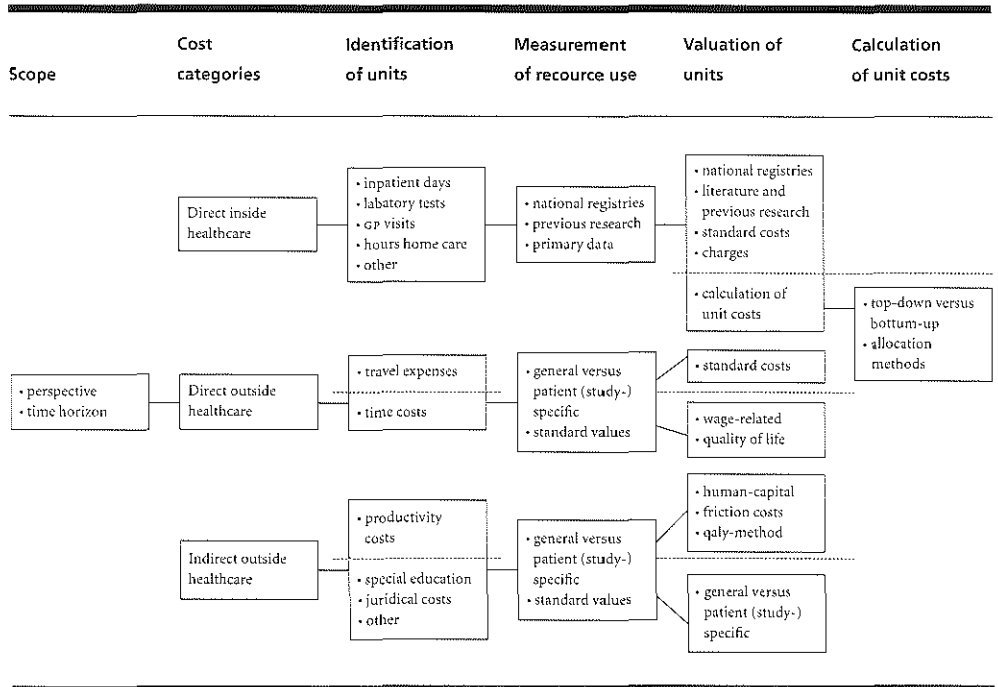 Scope
Cost
categories
Identification
of units
Measurement
of recource use
Valuation of
units
Calculation
of unit costs
• perspective
• time horizon
Direct inside
healthcare
• inpatient days
• labatory tests
• GP visits
• hours home care
• other
• national registries
• previous research
• primary data
• national registries
• literature and
previous research
• standard costs
• charges
• calculation of
unit costs
• top-down versus
bottum-up
• allocation
methods
Direct outside
healthcare
• travel expenses
• time costs
• general versus
patient (study-)
specific
• standard values
• standard costs
• wage-related
• quality of life
Indirect outside
healthcare
• productivity
costs
• special education
• juridical costs
• other
• general versus
patient (study-)
specific
• standard values
• human-capital
• friction costs
• qaly-method
• general versus
patient (study-)
specific